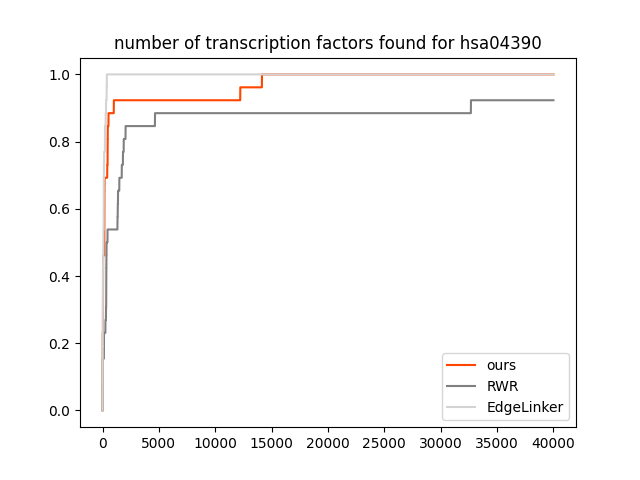 number of transcription factors found for hsa04390
1.0
0.8
0.6
0.4
0.2
0.0
ours
RWR
EdgeLinker
0 5000 10000 15000 20000 25000 30000 35000 40000